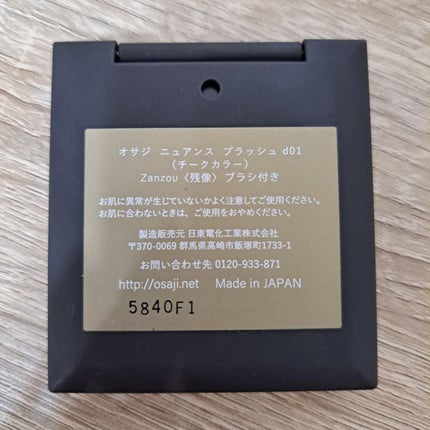 オサジ ニュアンス ブラッシュ d01
（チークカラー）
Zanzou〈残像〉ブラシ付き
お肌に異常が生じていないかよく注意してご使用ください。
お肌に合わないときは、ご使用をおやめください。
製造販売元 日東電化工業株式会社
〒370-0069 群馬県高崎市飯塚町1733-1
お問い合わせ先 0120-933-871
http://osaji.net Made in JAPAN
5840F1